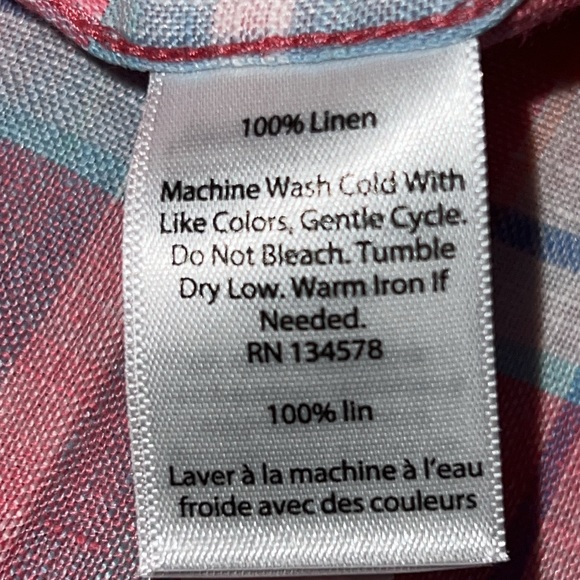 100% Linen
Machine Wash Cold With
Like Colors, Gentle Cycle.
Do Not Bleach. Tumble
Dry Low. Warm Iron If
Needed.
RN 134578
100% lin
Laver à la machine à l'eau
froide avec des couleurs